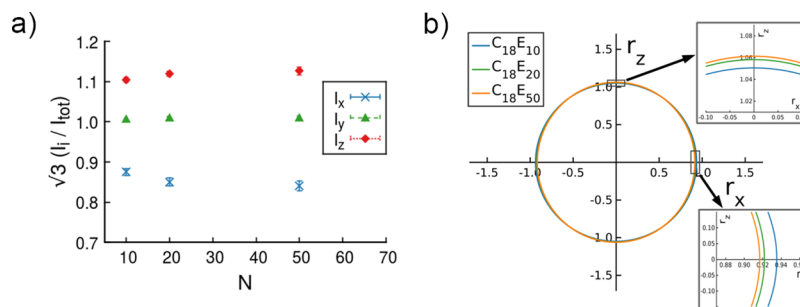 a)
1.2
1.1
1.0
0.9
0.8
0.7
10 20 30 40 50 60 70
N
√3 (I_i / I_tot)
I_x
I_y
I_z
b)
C18E10
C18E20
C18E50
1.5
1.0
0.5
-0.5
-1.0
-1.5
-1.5 -1.0 -0.5 0.5 1.0 1.5
r_z
r_x
r_z
1.06
1.04
1.02
-0.10 -0.05 0 0.05 0.10
r_x
r_z
0.10
0.05
0
-0.05
-0.10
0.88 0.90 0.92 0.94 0.96